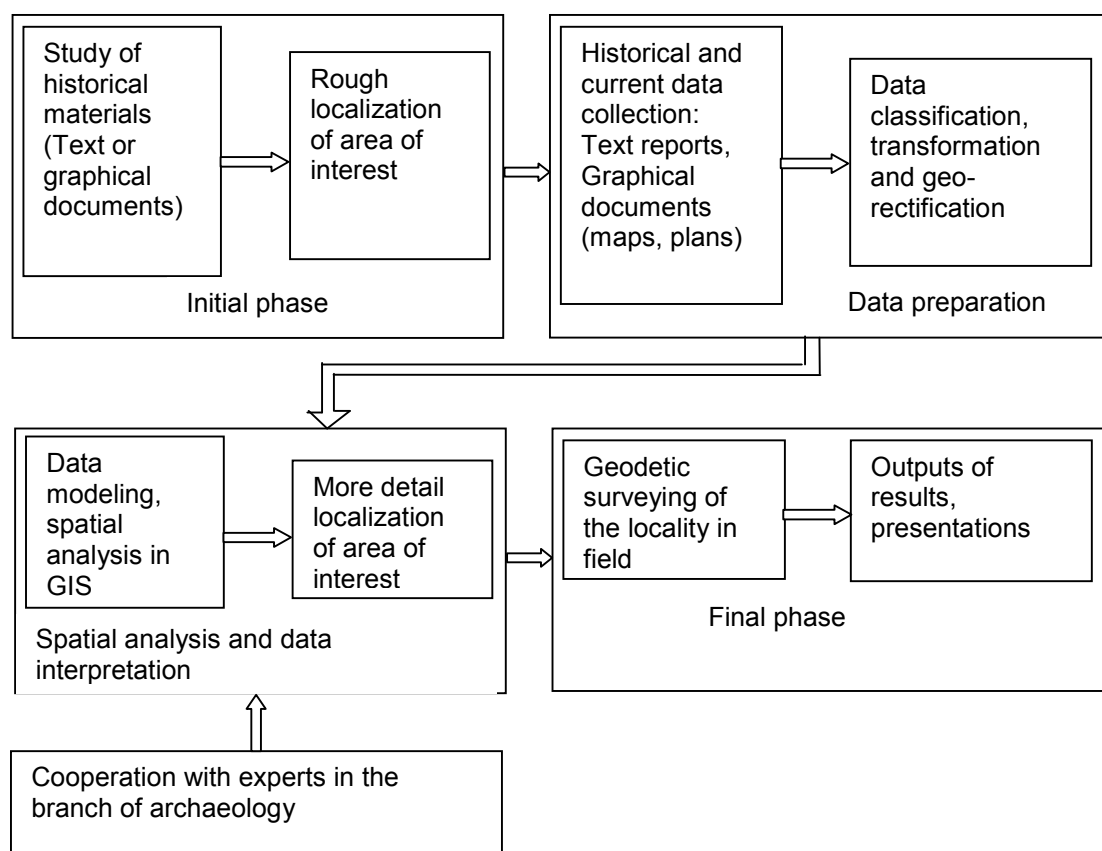 Study of
historical
materials
(Text or
graphical
documents)
Rough
localization
of area of
interest
Initial phase
Historical and
current data
collection:
Text reports,
Graphical
documents
(maps, plans)
Data
classification,
transformation
and geo-
rectification
Data preparation
Data
modeling,
spatial
analysis in
GIS
More detail
localization
of area of
interest
Spatial analysis and data
interpretation
Geodetic
surveying of
the locality in
field
Outputs of
results,
presentations
Final phase
Cooperation with experts in the
branch of archaeology